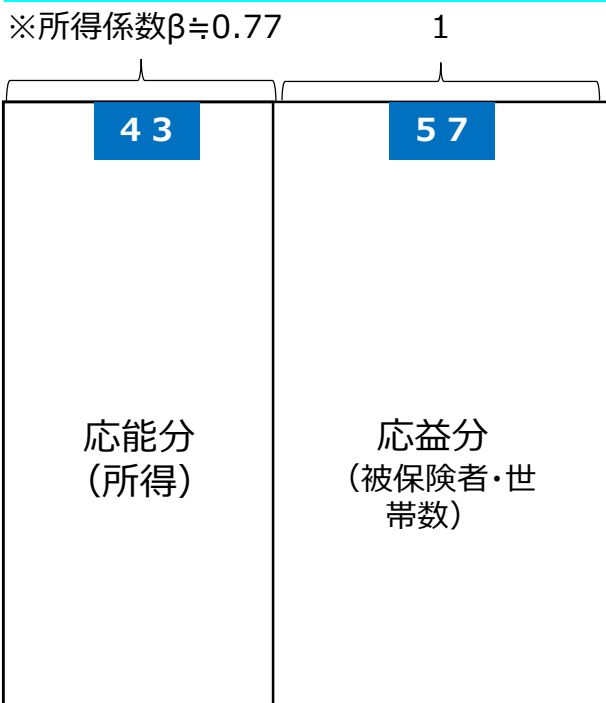 ※所得係数β≒0.77
1
４３
５７
応能分
（所得）
応益分
（被保険者・世
帯数）